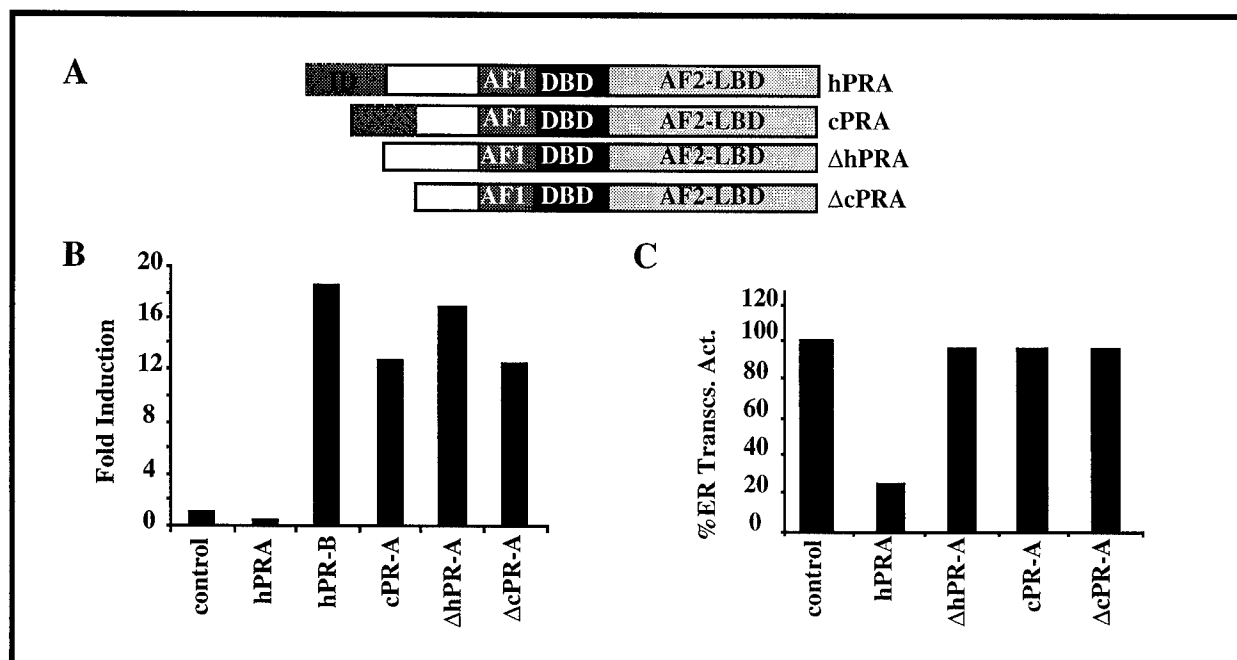 A
ID AF1 DBD AF2-LBD hPRA
AF1 DBD AF2-LBD cPRA
AF1 DBD AF2-LBD ΔhPRA
AF1 DBD AF2-LBD ΔcPRA
B
Fold Induction
20
16
12
8
4
0
control
hPRA
hPR-B
cPR-A
ΔhPR-A
ΔcPR-A
C
%ER Transcs. Act.
120
100
80
60
40
20
0
control
hPRA
ΔhPR-A
cPR-A
ΔcPR-A